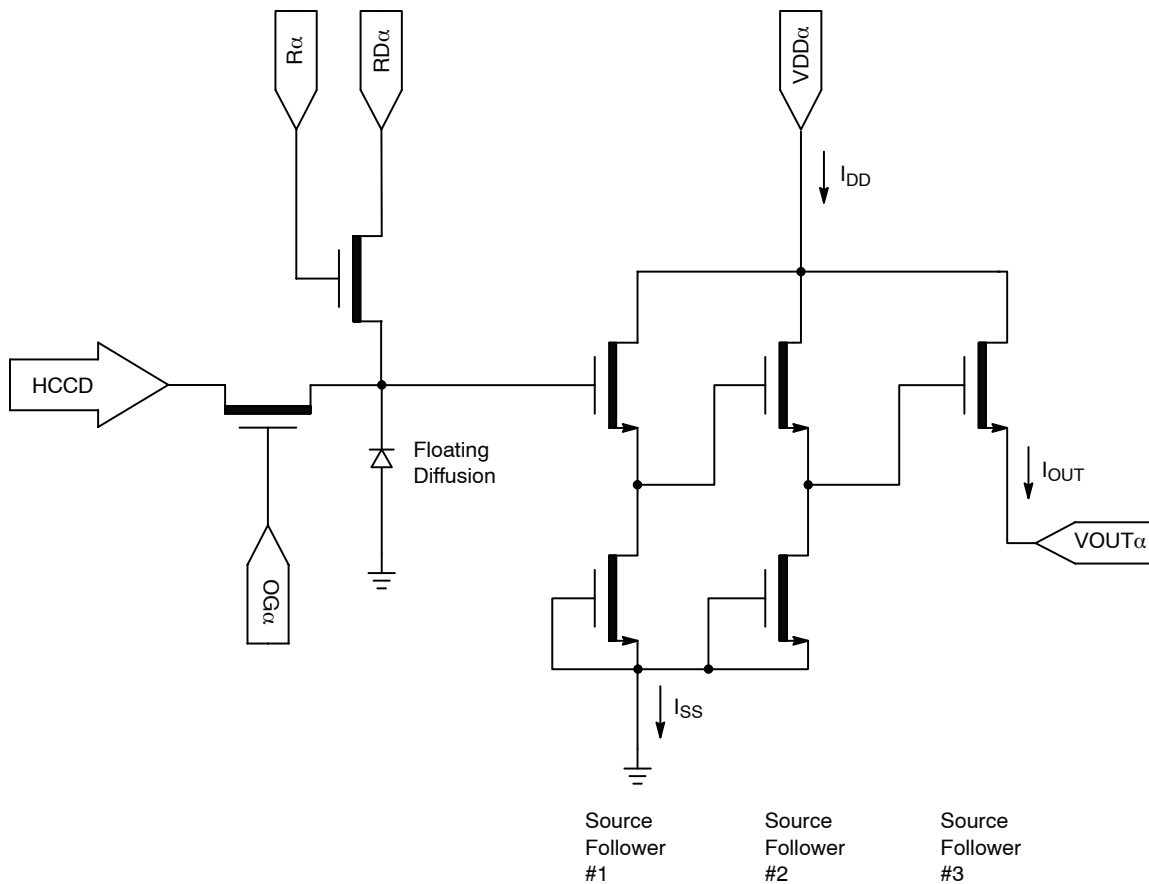 Rα
RDα
VDDα
IDD
HCCD
Floating
Diffusion
IOUT
VOUTα
OGα
ISS
Source
Follower
#1
Source
Follower
#2
Source
Follower
#3